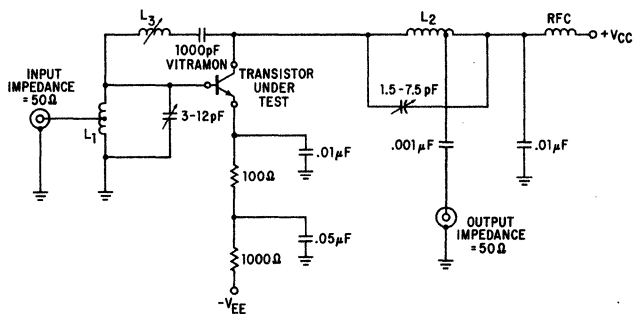 L3
1000pF
VITRAMON
L2
RFC
+VCC
INPUT
IMPEDANCE
=50Ω
L1
3-12pF
TRANSISTOR
UNDER
TEST
1.5-7.5 pF
.01μF
.001μF
.01μF
100Ω
.05μF
1000Ω
OUTPUT
IMPEDANCE
=50Ω
-VEE